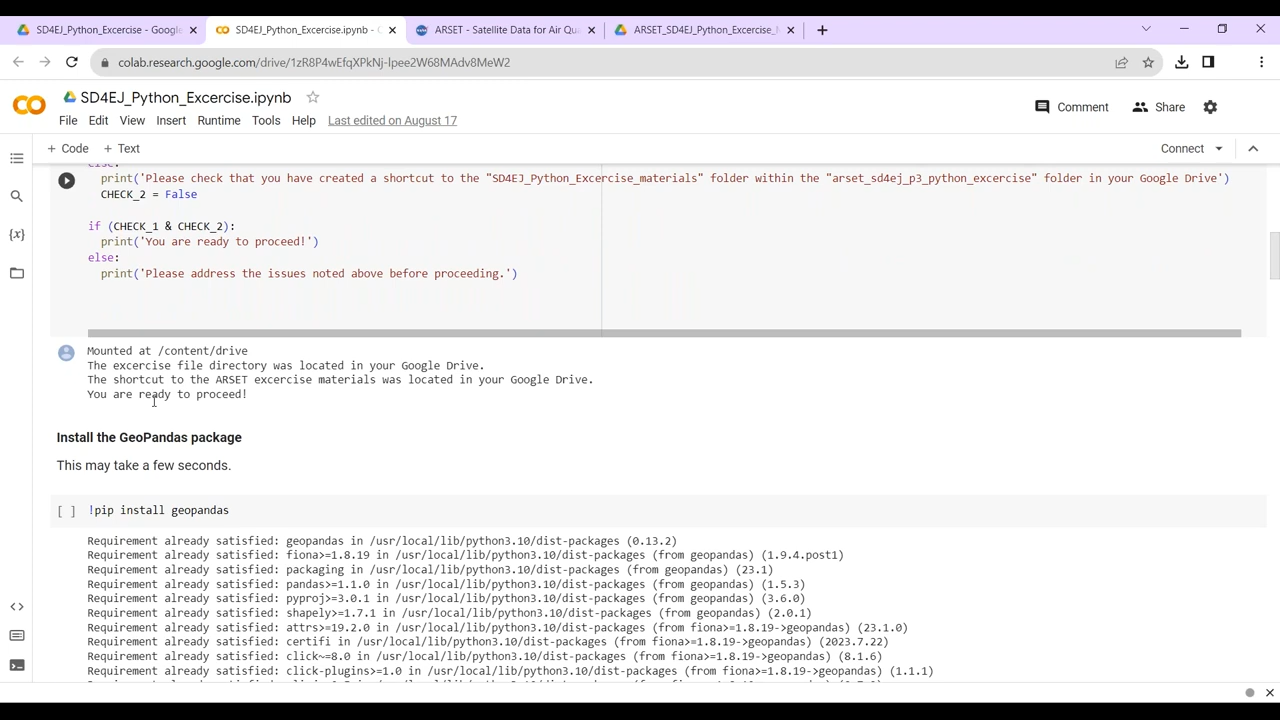 SD4EJ_Python_Excercise - Google
SD4EJ_Python_Excercise.ipynb - C
ARSET - Satellite Data for Air Qu
ARSET_SD4EJ_Python_Excercise_
colab.research.google.com/drive/1zR8P4wEfqXPkNj-Ipee2W68MAdv8MeW2
SD4EJ_Python_Excercise.ipynb
Comment
Share
File Edit View Insert Runtime Tools Help Last edited on August 17
+ Code + Text
Connect
else:
print('Please check that you have created a shortcut to the "SD4EJ_Python_Excercise_materials" folder within the "arset_sd4ej_p3_python_excercise" folder in your Google Drive')
CHECK_2 = False
if (CHECK_1 & CHECK_2):
print('You are ready to proceed!')
else:
print('Please address the issues noted above before proceeding.')
Mounted at /content/drive
The excercise file directory was located in your Google Drive.
The shortcut to the ARSET excercise materials was located in your Google Drive.
You are ready to proceed!
Install the GeoPandas package
This may take a few seconds.
[ ] !pip install geopandas
Requirement already satisfied: geopandas in /usr/local/lib/python3.10/dist-packages (0.13.2)
Requirement already satisfied: fiona>=1.8.19 in /usr/local/lib/python3.10/dist-packages (from geopandas) (1.9.4.post1)
Requirement already satisfied: packaging in /usr/local/lib/python3.10/dist-packages (from geopandas) (23.1)
Requirement already satisfied: pandas>=1.1.0 in /usr/local/lib/python3.10/dist-packages (from geopandas) (1.5.3)
Requirement already satisfied: pyproj>=3.0.1 in /usr/local/lib/python3.10/dist-packages (from geopandas) (3.6.0)
Requirement already satisfied: shapely>=1.7.1 in /usr/local/lib/python3.10/dist-packages (from geopandas) (2.0.1)
Requirement already satisfied: attrs>=19.2.0 in /usr/local/lib/python3.10/dist-packages (from fiona>=1.8.19->geopandas) (23.1.0)
Requirement already satisfied: certifi in /usr/local/lib/python3.10/dist-packages (from fiona>=1.8.19->geopandas) (2023.7.22)
Requirement already satisfied: click~=8.0 in /usr/local/lib/python3.10/dist-packages (from fiona>=1.8.19->geopandas) (8.1.6)
Requirement already satisfied: click-plugins>=1.0 in /usr/local/lib/python3.10/dist-packages (from fiona>=1.8.19->geopandas) (1.1.1)